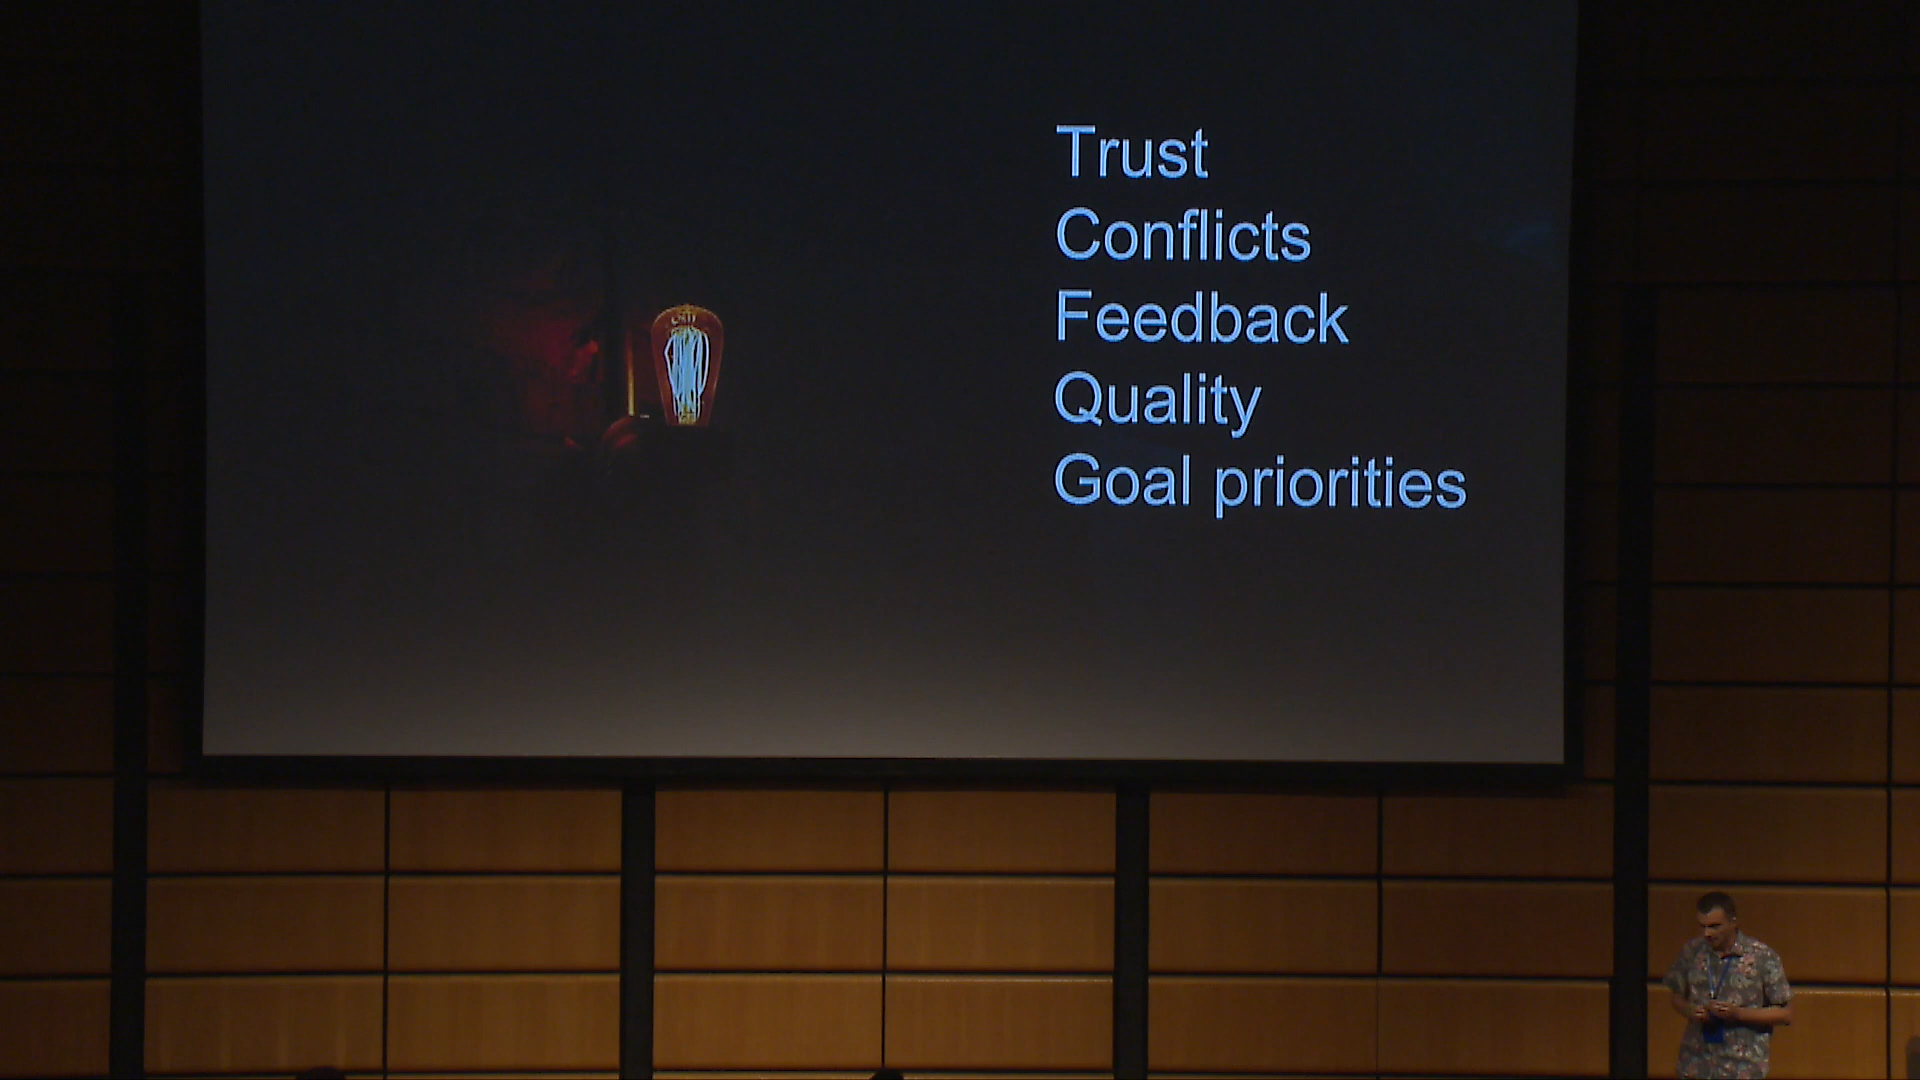 Trust
Conflicts
Feedback
Quality
Goal priorities